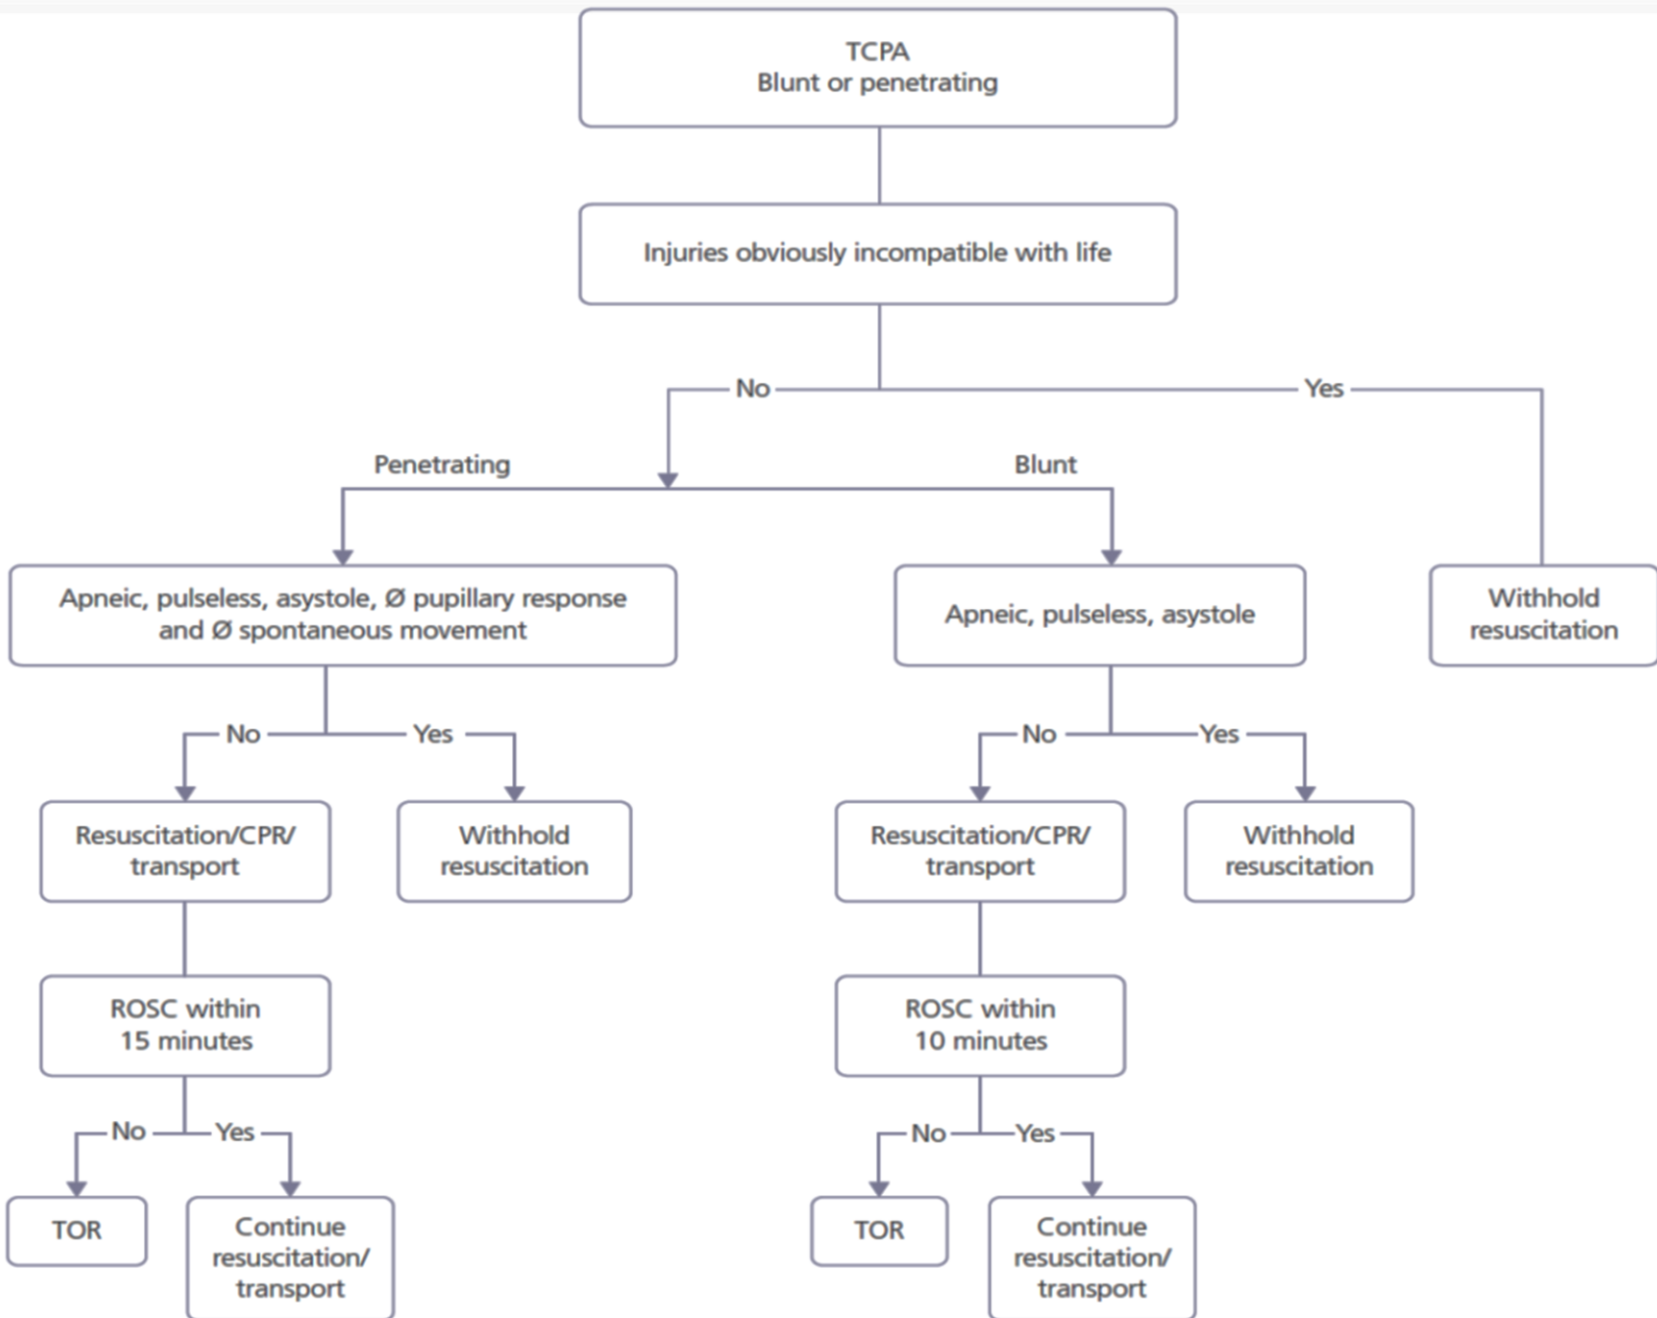 TCPA
Blunt or penetrating
Injuries obviously incompatible with life
No
Yes
Penetrating
Blunt
Apneic, pulseless, asystole, Ø pupillary response
and Ø spontaneous movement
Apneic, pulseless, asystole
Withhold
resuscitation
No
Yes
No
Yes
Resuscitation/CPR/
transport
Withhold
resuscitation
Resuscitation/CPR/
transport
Withhold
resuscitation
ROSC within
15 minutes
ROSC within
10 minutes
No
Yes
No
Yes
TOR
Continue
resuscitation/
transport
TOR
Continue
resuscitation/
transport